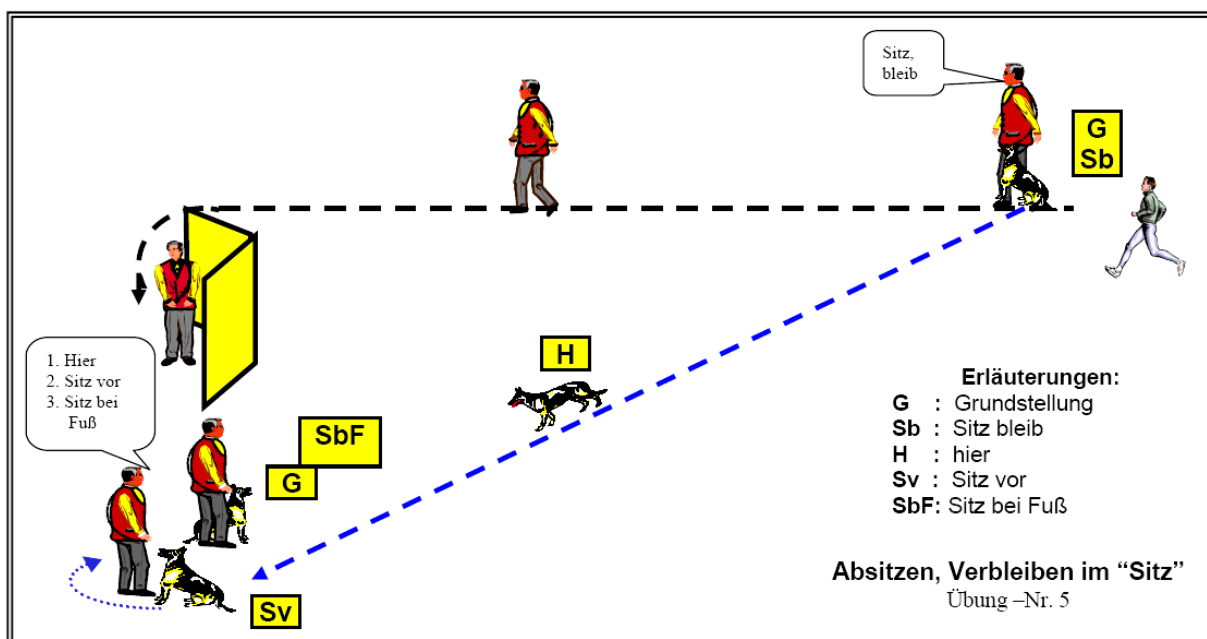 Sitz,
bleib
G
Sb
H
1. Hier
2. Sitz vor
3. Sitz bei
Fuß
SbF
G
Sv
Erläuterungen:
G : Grundstellung
Sb : Sitz bleib
H : hier
Sv : Sitz vor
SbF: Sitz bei Fuß
Absitzen, Verbleiben im “Sitz”
Übung –Nr. 5